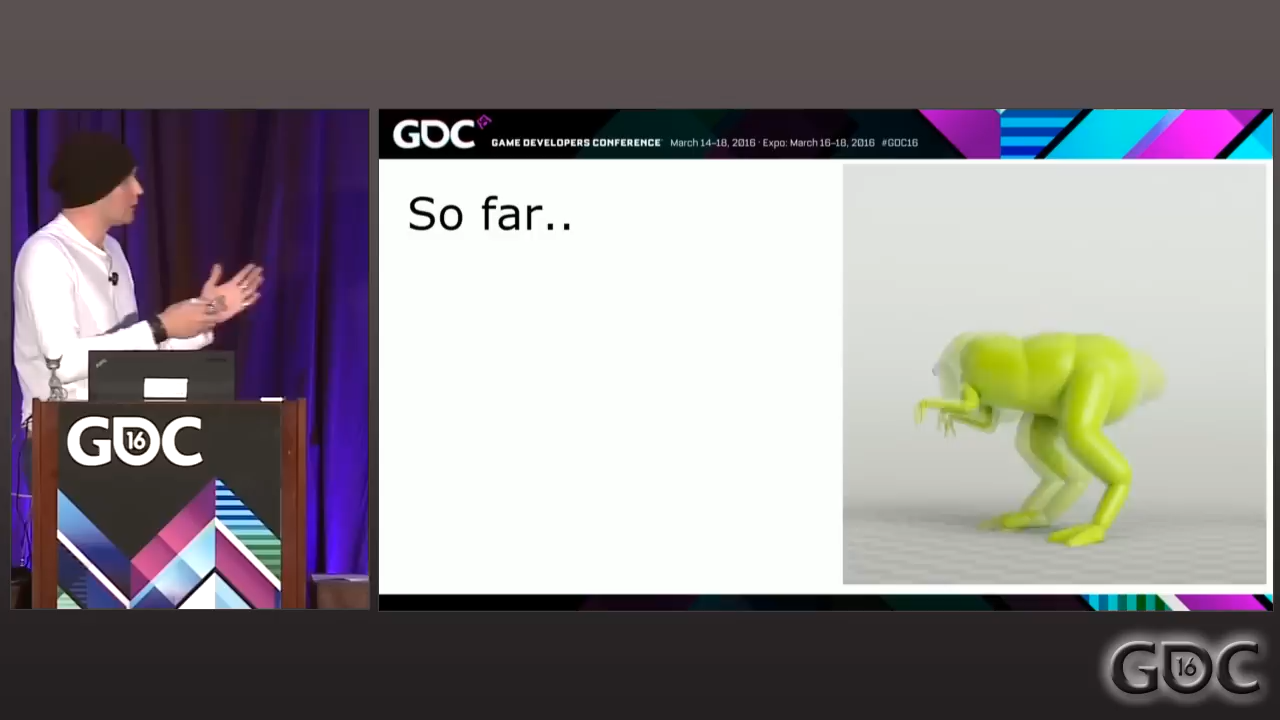 GDC
GAME DEVELOPERS CONFERENCE March 14–18, 2016 · Expo: March 16–18, 2016 #GDC16
So far..
GDC
16
GDC
16